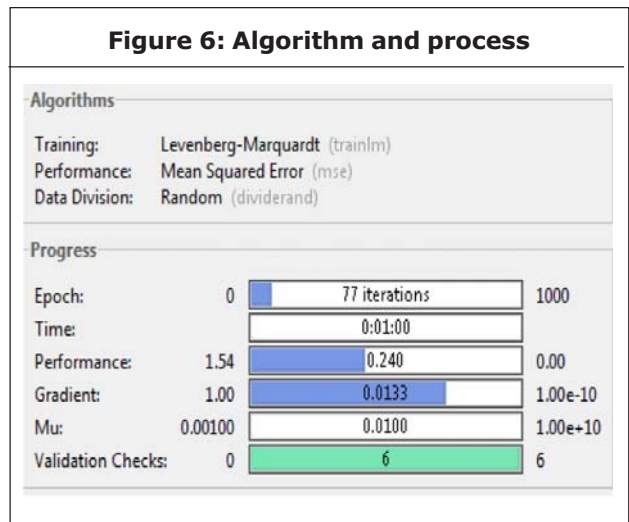 Figure 6: Algorithm and process
Algorithms
Training: Levenberg-Marquardt (trainlm)
Performance: Mean Squared Error (mse)
Data Division: Random (dividerand)
Progress
Epoch: 0 77 iterations 1000
Time: 0:01:00
Performance: 1.54 0.240 0.00
Gradient: 1.00 0.0133 1.00e-10
Mu: 0.00100 0.0100 1.00e+10
Validation Checks: 0 6 6